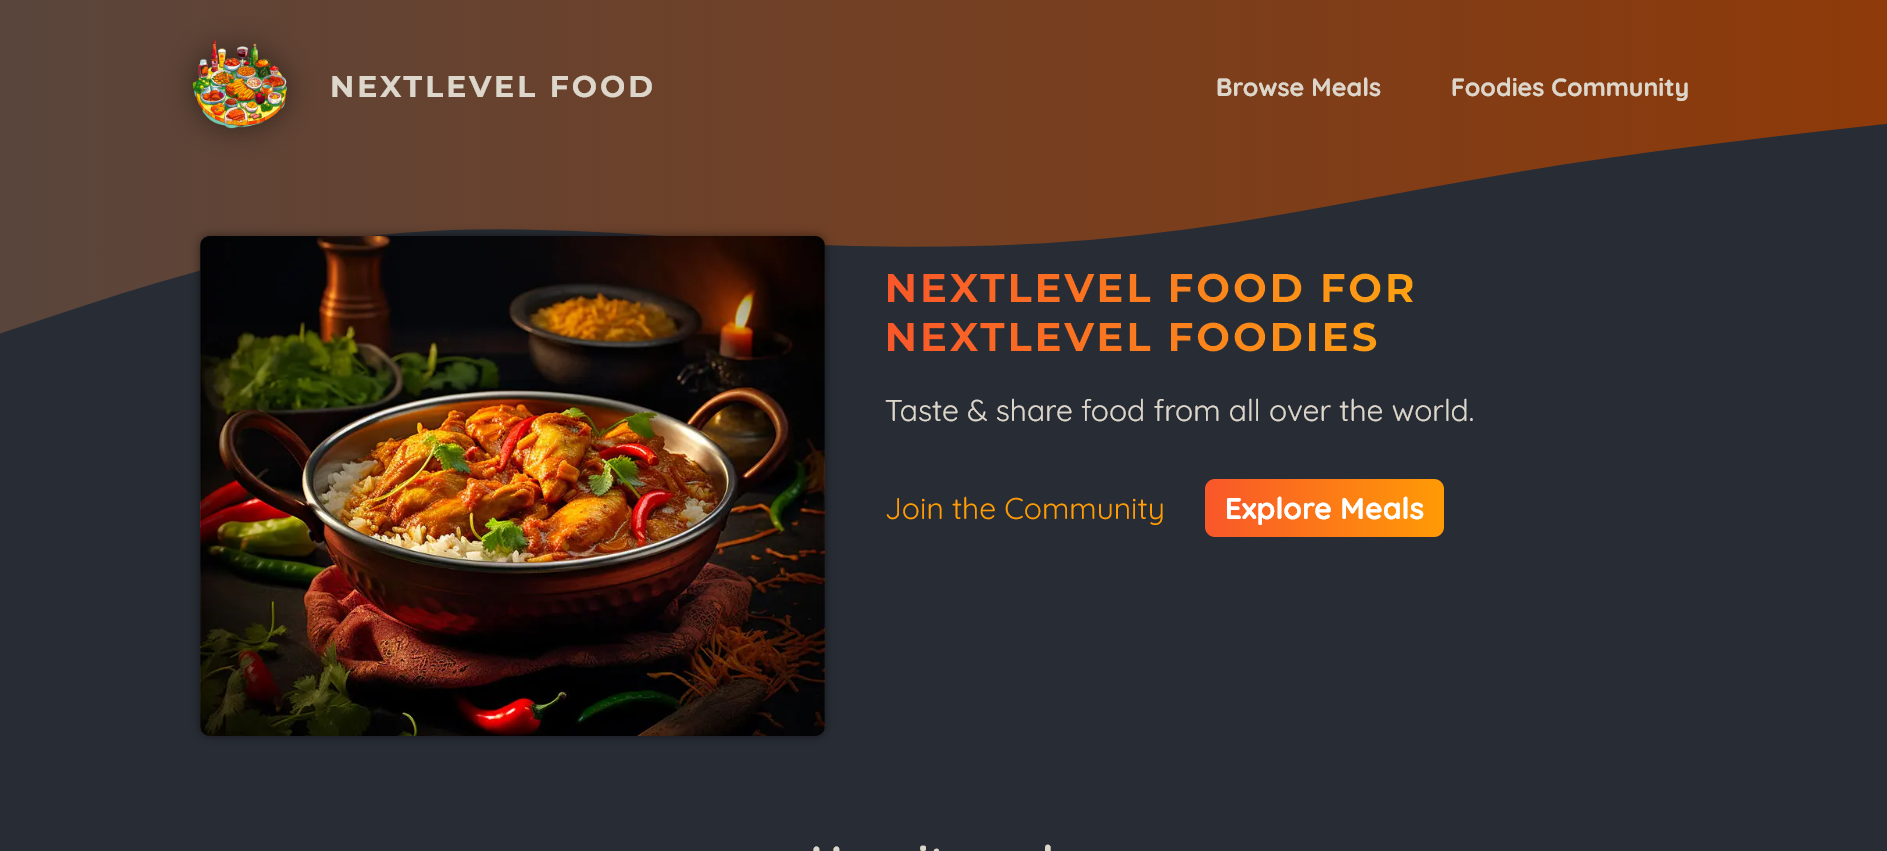 NEXTLEVEL FOOD
Browse Meals
Foodies Community
NEXTLEVEL FOOD FOR
NEXTLEVEL FOODIES
Taste & share food from all over the world.
Join the Community
Explore Meals